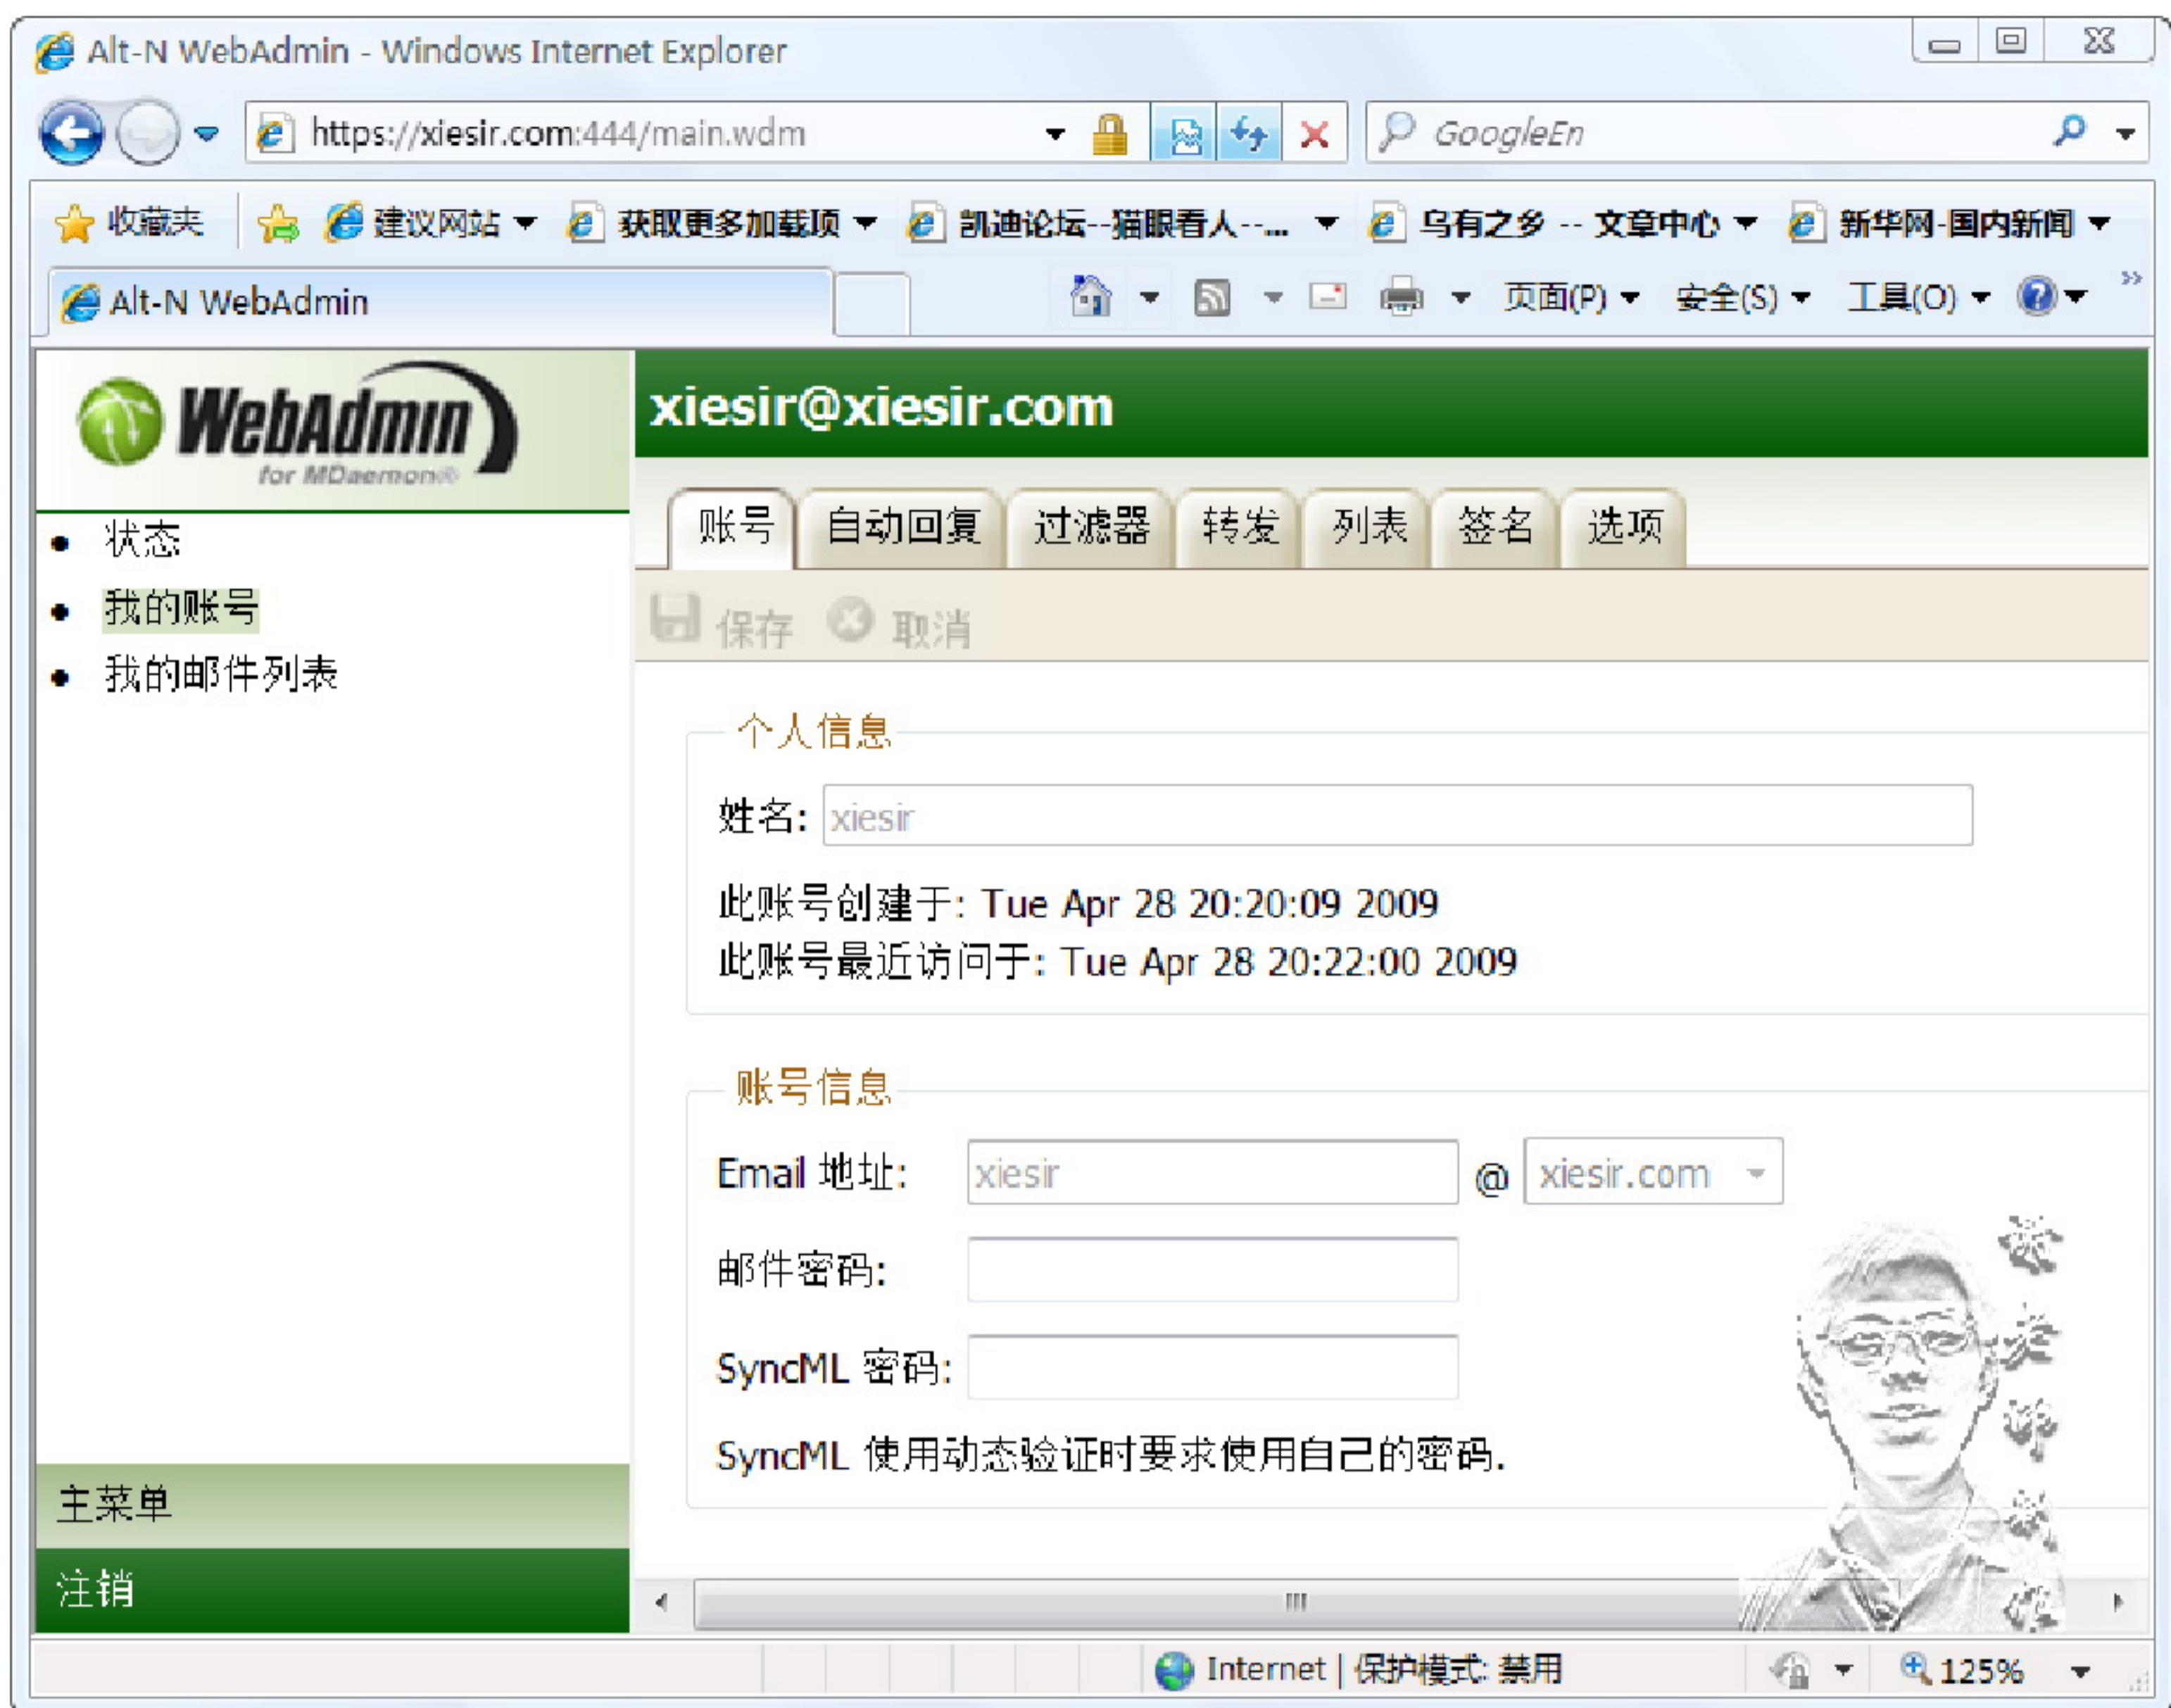 Alt-N WebAdmin - Windows Internet Explorer
https://xiesir.com:444/main.wdm
GoogleEn
收藏夹 建议网站 获取更多加载项 凯迪论坛--猫眼看人--... 乌有之乡 -- 文章中心 新华网-国内新闻
Alt-N WebAdmin 页面(P) 安全(S) 工具(O) »
WebAdmin
for MDaemon®
xiesir@xiesir.com
账号 自动回复 过滤器 转发 列表 签名 选项
保存 取消
状态
我的账号
我的邮件列表
个人信息
姓名: xiesir
此账号创建于: Tue Apr 28 20:20:09 2009
此账号最近访问于: Tue Apr 28 20:22:00 2009
账号信息
Email 地址: xiesir @ xiesir.com
邮件密码:
SyncML 密码:
SyncML 使用动态验证时要求使用自己的密码.
主菜单
注销
Internet | 保护模式: 禁用
125%